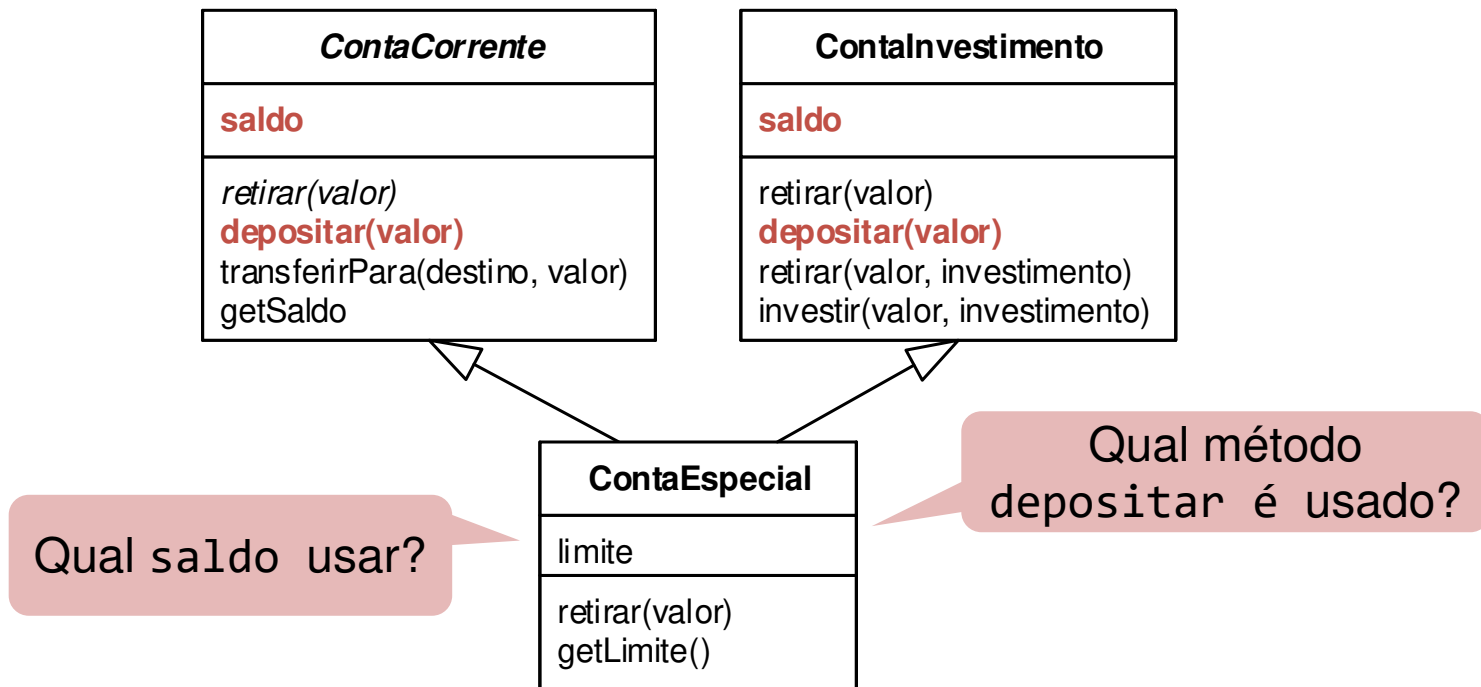 ContaCorrente
saldo
retirar(valor)
depositar(valor)
transferirPara(destino, valor)
getSaldo
ContaInvestimento
saldo
retirar(valor)
depositar(valor)
retirar(valor, investimento)
investir(valor, investimento)
Qual saldo usar?
ContaEspecial
limite
retirar(valor)
getLimite()
Qual método
depositar é usado?